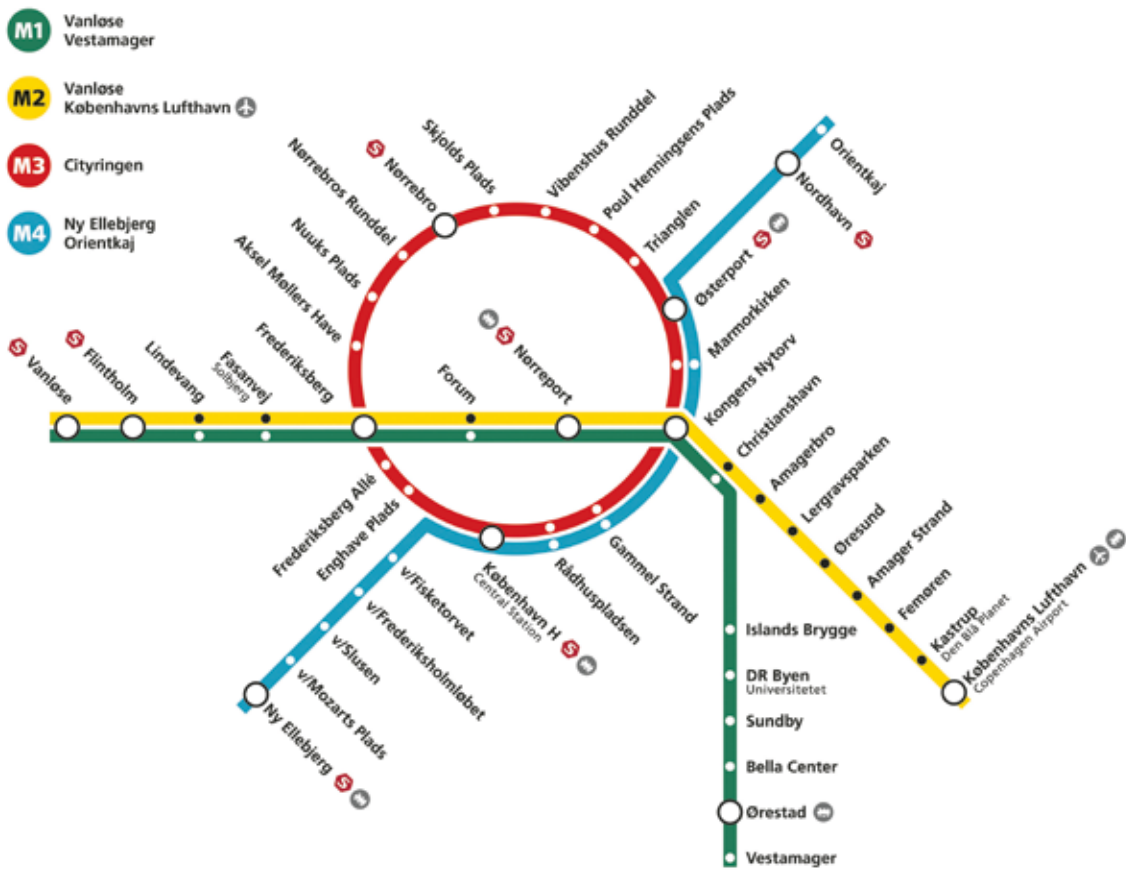 M1
Vanløse
Vestamager
M2
Vanløse
Københavns Lufthavn
M3
Cityringen
M4
Ny Ellebjerg
Orientkaj
S
Vanløse
S
Flintholm
Lindevang
Fasanvej
Solbjerg
Frederiksberg
Aksel Møllers Have
Nuuks Plads
Nørrebros Runddel
S
Nørrebro
Skjolds Plads
Vibenshus Runddel
Poul Henningsens Plads
Trianglen
Østerport
S
Nordhavn
S
Orientkaj
Marmorkirken
Forum
S
Nørreport
Kongens Nytorv
Christianshavn
Amagerbro
Lergravsparken
Øresund
Amager Strand
Femøren
Kastrup
Den Blå Planet
Københavns Lufthavn
Copenhagen Airport
Frederiksberg Allé
Enghave Plads
København H
Central Station
S
Rådhuspladsen
Gammel Strand
v/Fisketorvet
v/Frederiksholmløbet
v/Slusen
v/Mozarts Plads
Ny Ellebjerg
S
Islands Brygge
DR Byen
Universitetet
Sundby
Bella Center
Ørestad
Vestamager